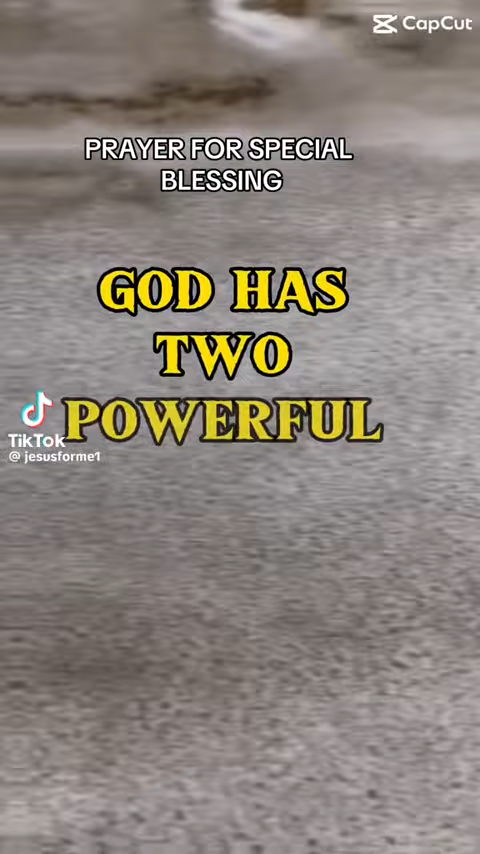 CapCut
PRAYER FOR SPECIAL
BLESSING
GOD HAS
TWO
POWERFUL
TikTok
@ jesusforme1